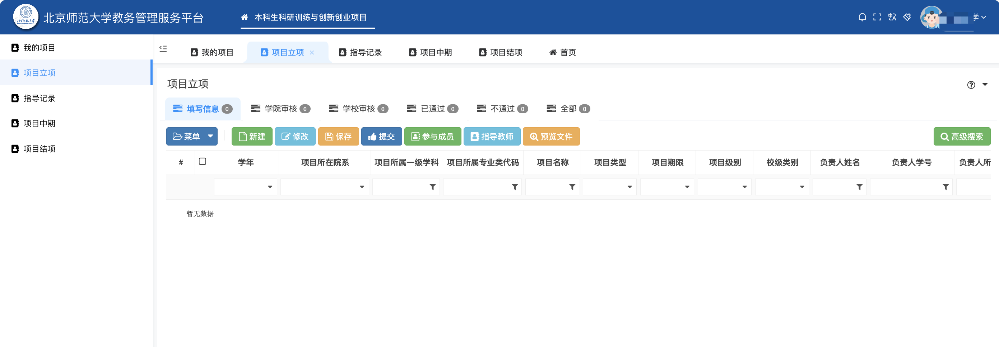 北京师范大学
北京师范大学教务管理服务平台
本科生科研训练与创新创业项目
学
我的项目
项目立项
指导记录
项目中期
项目结项
我的项目 项目立项 × 指导记录 项目中期 项目结项 首页
项目立项
填写信息 0 学院审核 0 学校审核 0 已通过 0 不通过 0 全部 0
菜单 新建 修改 保存 提交 参与成员 指导教师 预览文件 高级搜索
# 学年 项目所在院系 项目所属一级学科 项目所属专业类代码 项目名称 项目类型 项目期限 项目级别 校级类别 负责人姓名 负责人学号 负责人所
暂无数据